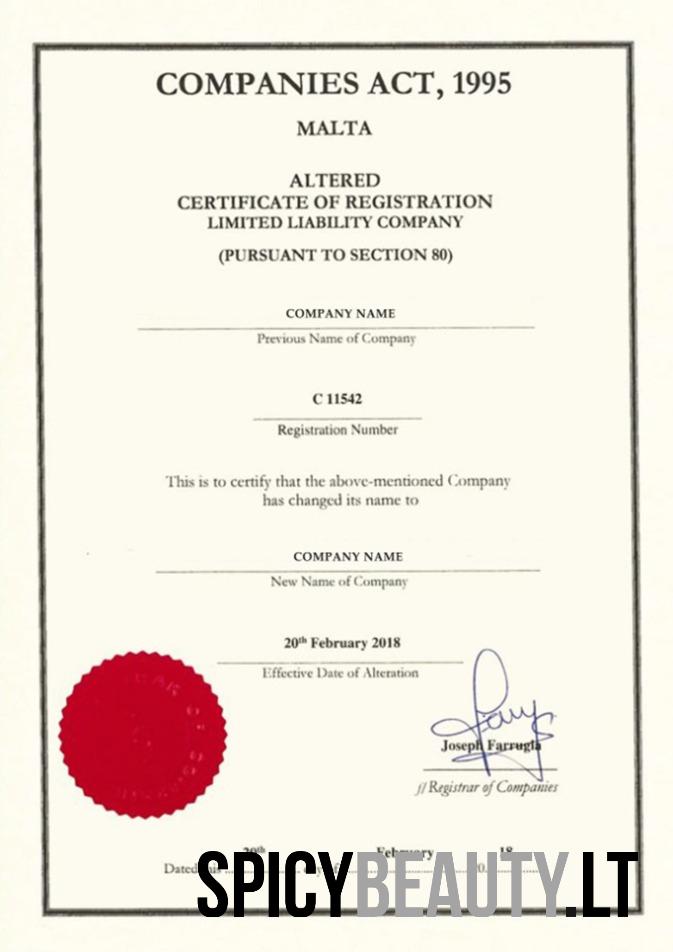 COMPANIES ACT, 1995
MALTA
ALTERED
CERTIFICATE OF REGISTRATION
LIMITED LIABILITY COMPANY
(PURSUANT TO SECTION 80)
COMPANY NAME
Previous Name of Company
C 11542
Registration Number
This is to certify that the above-mentioned Company
has changed its name to
COMPANY NAME
New Name of Company
20th February 2018
Effective Date of Alteration
Joseph Farrugia
f/ Registrar of Companies
20th February 18
Dated this
SPICYBEAUTY.LT